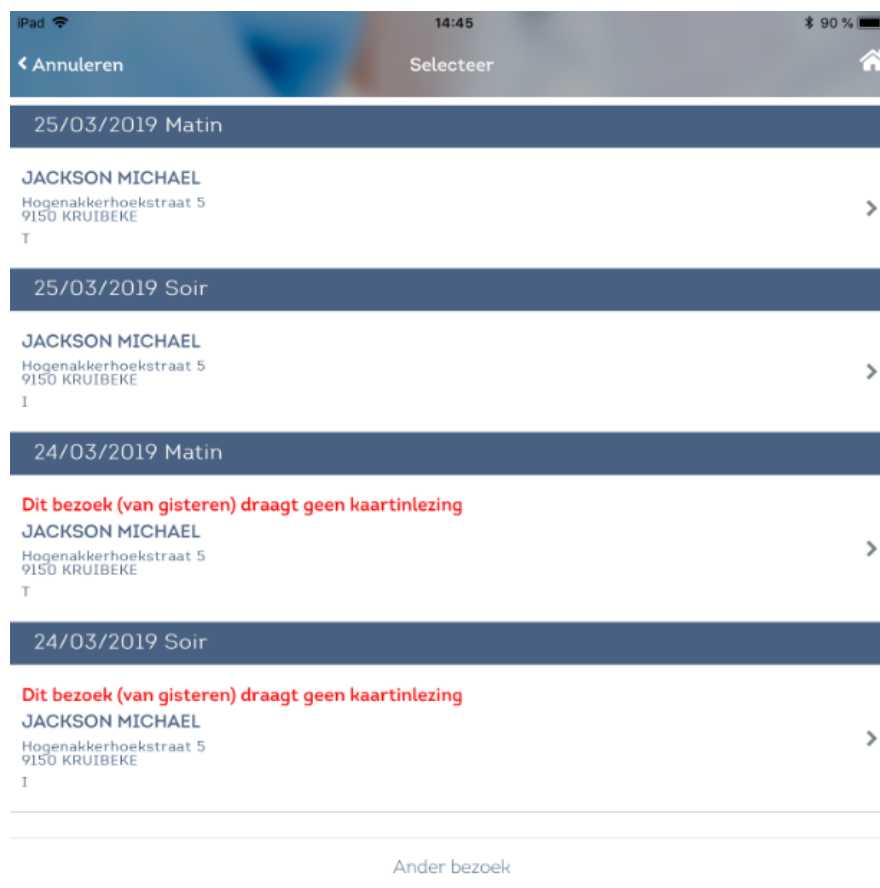 iPad 14:45 90 %
Annuleren Selecteer
25/03/2019 Matin
JACKSON MICHAEL
Hogenakkerhoekstraat 5
9150 KRUIBEKE
T
25/03/2019 Soir
JACKSON MICHAEL
Hogenakkerhoekstraat 5
9150 KRUIBEKE
I
24/03/2019 Matin
Dit bezoek (van gisteren) draagt geen kaartinlezing
JACKSON MICHAEL
Hogenakkerhoekstraat 5
9150 KRUIBEKE
T
24/03/2019 Soir
Dit bezoek (van gisteren) draagt geen kaartinlezing
JACKSON MICHAEL
Hogenakkerhoekstraat 5
9150 KRUIBEKE
I
Ander bezoek